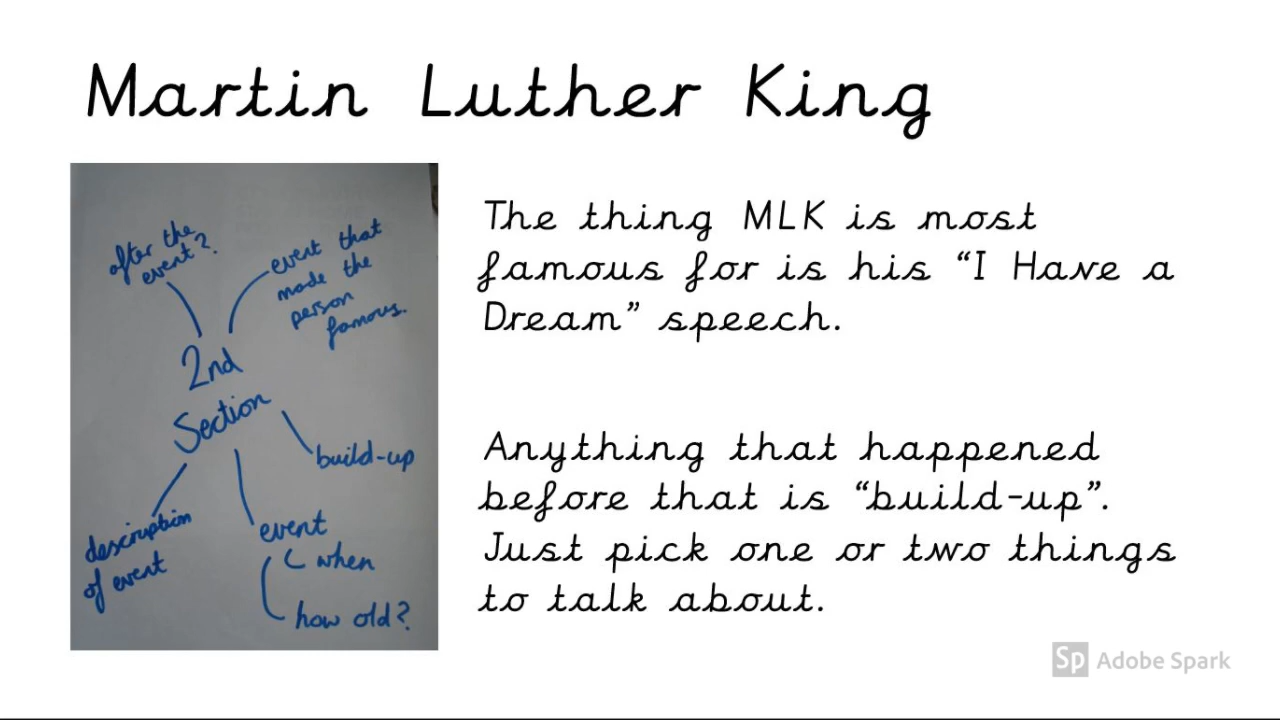 Martin Luther King
after the
event?
event that
made the
person
famous.
2nd
Section
build-up
description
of event
event
when
how old?
The thing MLK is most
famous for is his “I Have a
Dream” speech.
Anything that happened
before that is “build-up”.
Just pick one or two things
to talk about.
Sp Adobe Spark